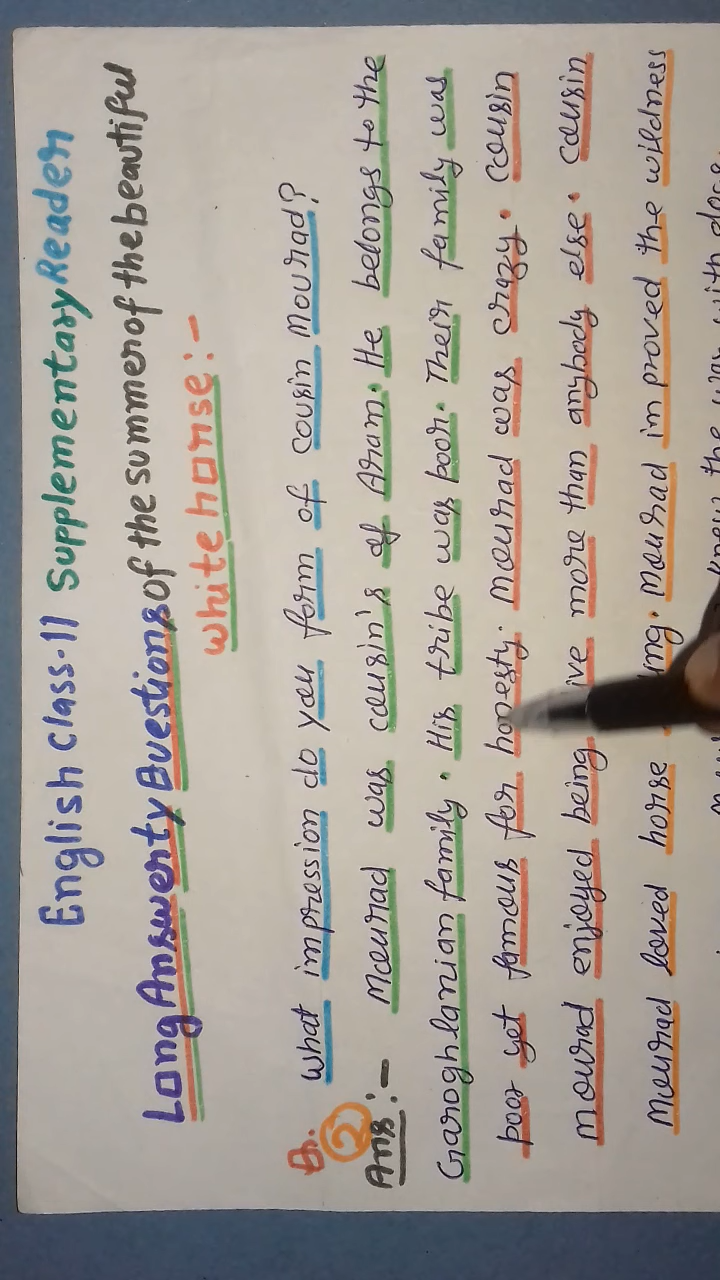 English Class-11 Supplementary Reader
Long Answer ty Questions of the summer of the beautiful
white horse:-
Q.
② What impression do you form of cousin Mourad?
Ans:- Mourad was cousin's of Aram. He belongs to the
Garoghlanian family. His tribe was poor. Their family was
poor yet famous for honesty. Mourad was crazy. Cousin
Mourad enjoyed being more than anybody else. Cousin
Mourad loved horse Mourad improved the wildness
the with